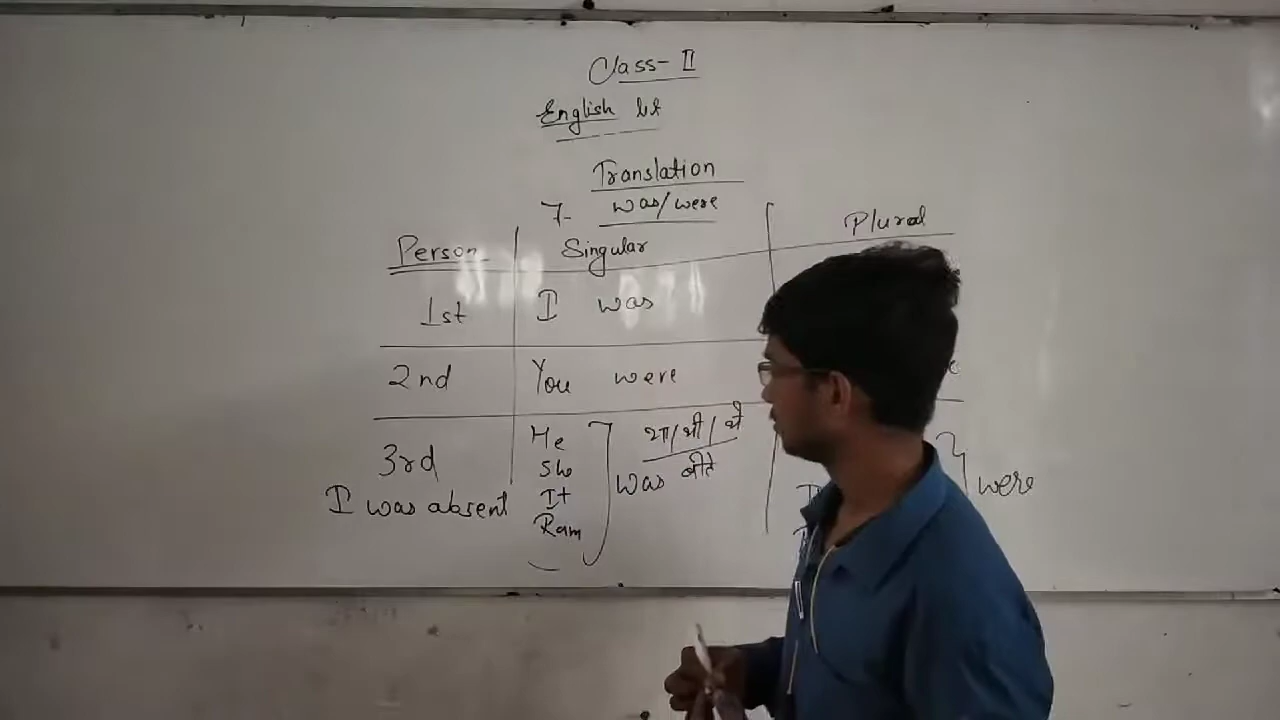 Class- II
English
Translation
7- was/were
Person Singular Plural
1st I was
2nd You were
3rd He
She
It
Ram
was
था/थी/थे
बीते
were
I was absent